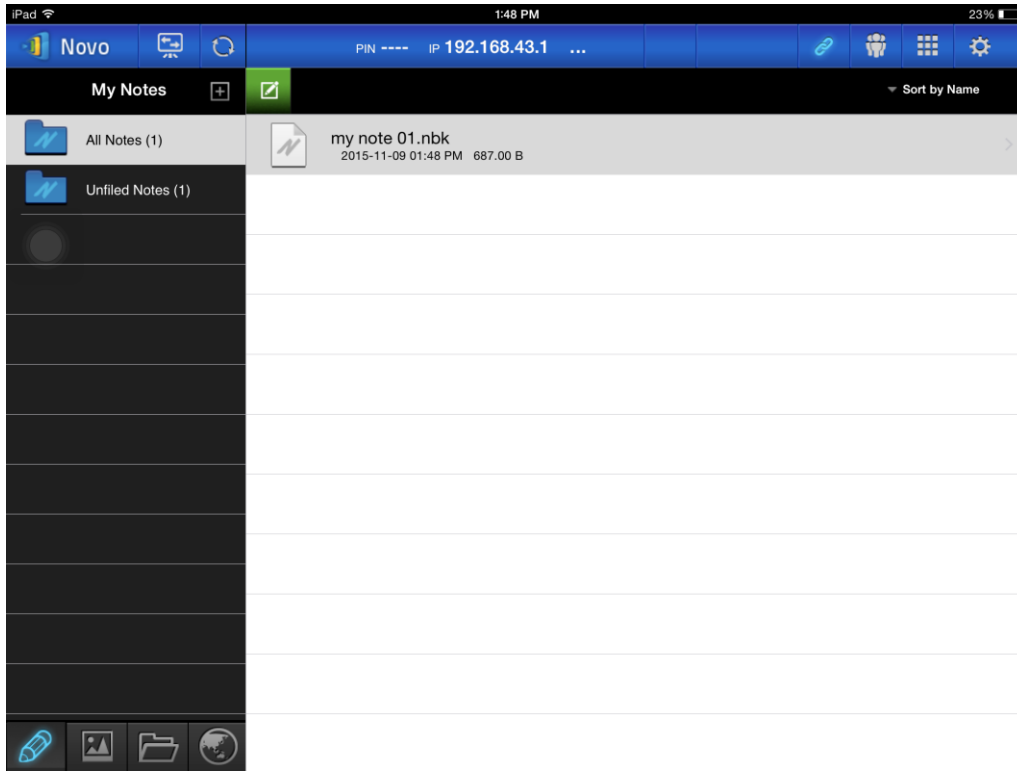 iPad 1:48 PM 23%
Novo PIN ---- IP 192.168.43.1 ...
My Notes Sort by Name
All Notes (1)
my note 01.nbk
2015-11-09 01:48 PM 687.00 B
Unfiled Notes (1)